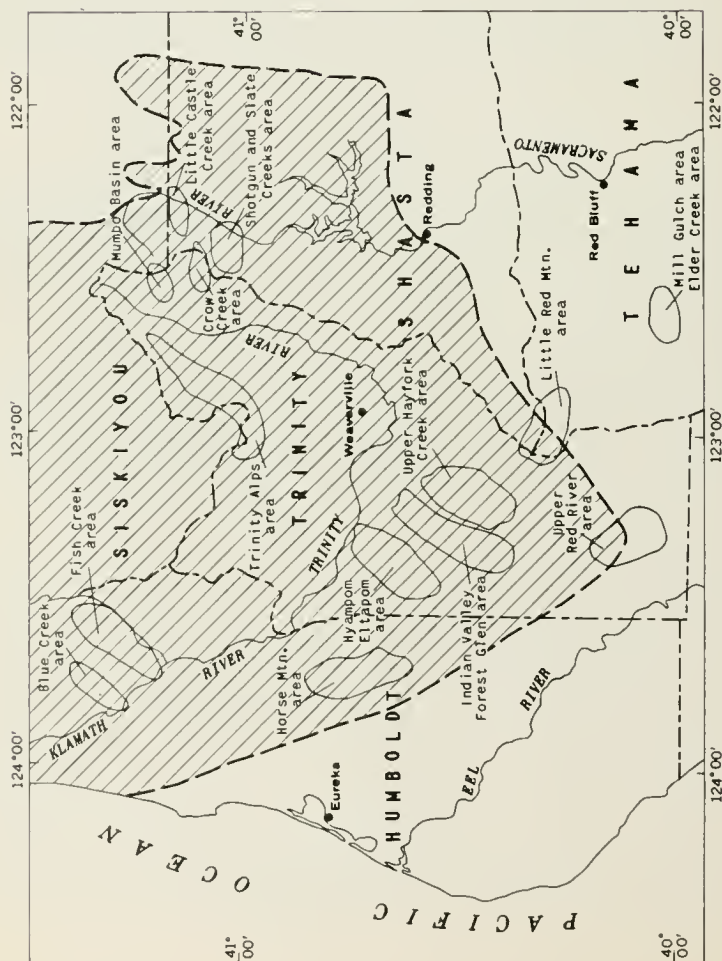 124°00'
123°00'
122°00'
41°
00'
41°
00'
40°
00'
40°
00'
PACIFIC OCEAN
KLAMATH
RIVER
Blue Creek
area
Fish Creek
area
SISKIYOU
Mumbo Basin area
Little Castle
Creek area
Shotgun and Slate
Creeks area
RIVER
Crow
Creek
area
Trinity Alps
area
TRINITY
RIVER
TRINITY
Weaverville
SHASTA
Redding
SACRAMENTO
Horse Mtn.
area
Hyampom
Eltapom
area
Upper Hayfork
Creek area
Indian Valley
Forest Glen area
HUMBOLDT
Eureka
EEL
RIVER
Upper
Red River
area
Little Red Mtn.
area
Red Bluff
TEHAMA
Mill Gulch area
Elder Creek area
124°00'
123°00'
122°00'